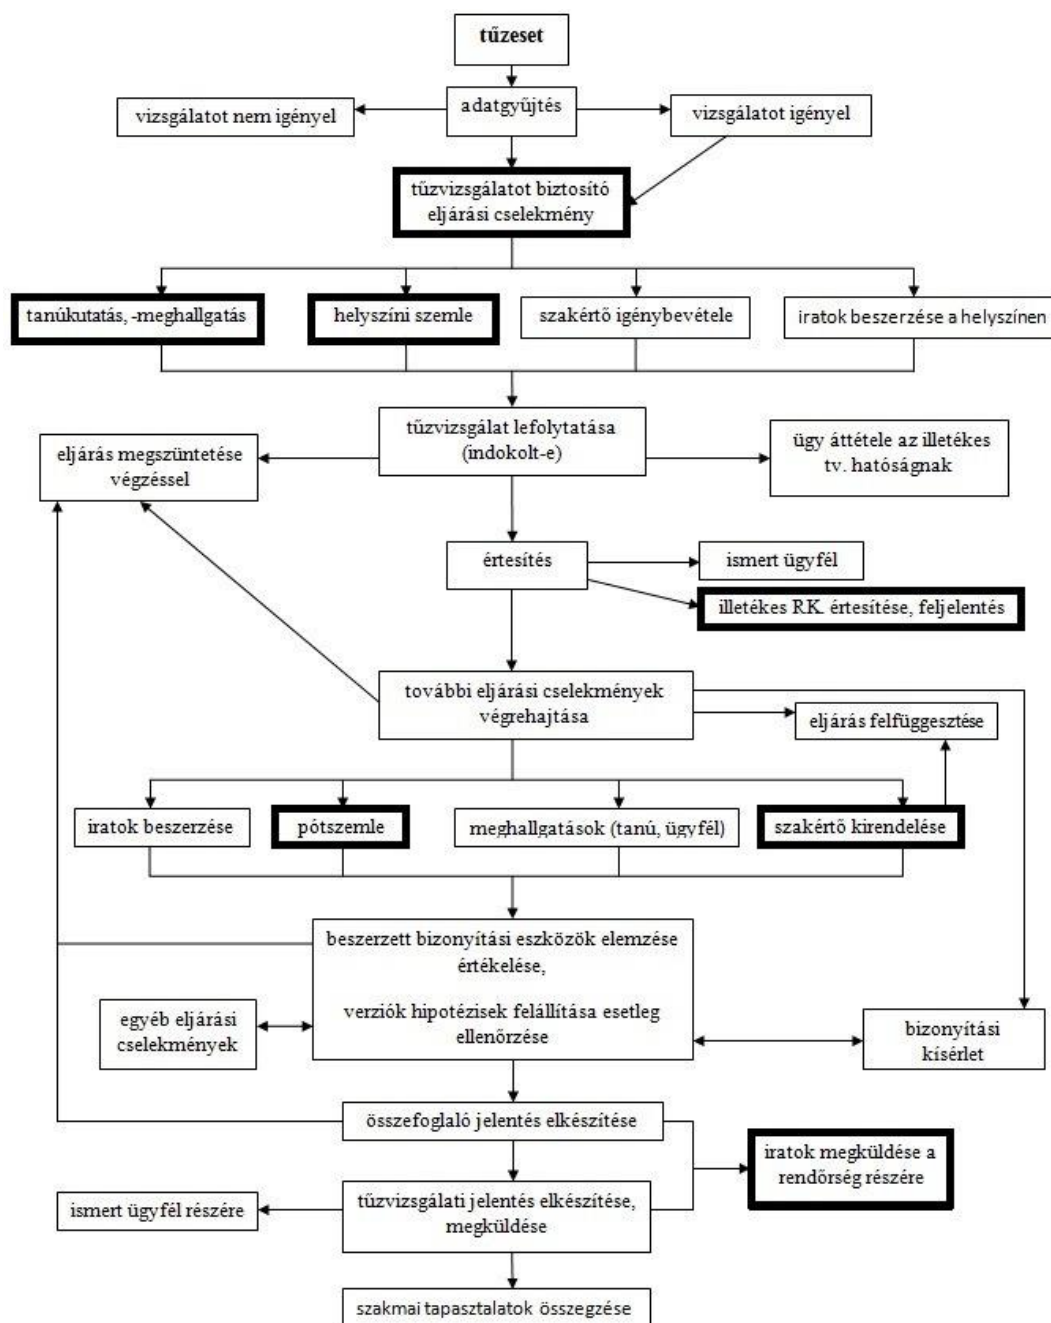 tűzeset
adatgyűjtés
vizsgálatot nem igényel
vizsgálatot igényel
tűzvizsgálatot biztosító
eljárási cselekmény
tanúkutatás, -meghallgatás
helyszíni szemle
szakértő igénybevétele
iratok beszerzése a helyszínen
tűzvizsgálat lefolytatása
(indokolt-e)
eljárás megszüntetése
végzéssel
ügy áttétele az illetékes
tv. hatóságnak
értesítés
ismert ügyfél
illetékes R.K. értesítése, feljelentés
további eljárási cselekmények
végrehajtása
eljárás felfüggesztése
iratok beszerzése
pótszemle
meghallgatások (tanú, ügyfél)
szakértő kirendelése
beszerzett bizonyítási eszközök elemzése
értékelése,
verziók hipotézisek felállítása esetleg
ellenőrzése
egyéb eljárási
cselekmények
bizonyítási
kísérlet
összefoglaló jelentés elkészítése
iratok megküldése a
rendőrség részére
tűzvizsgálati jelentés elkészítése,
megküldése
ismert ügyfél részére
szakmai tapasztalatok összegzése